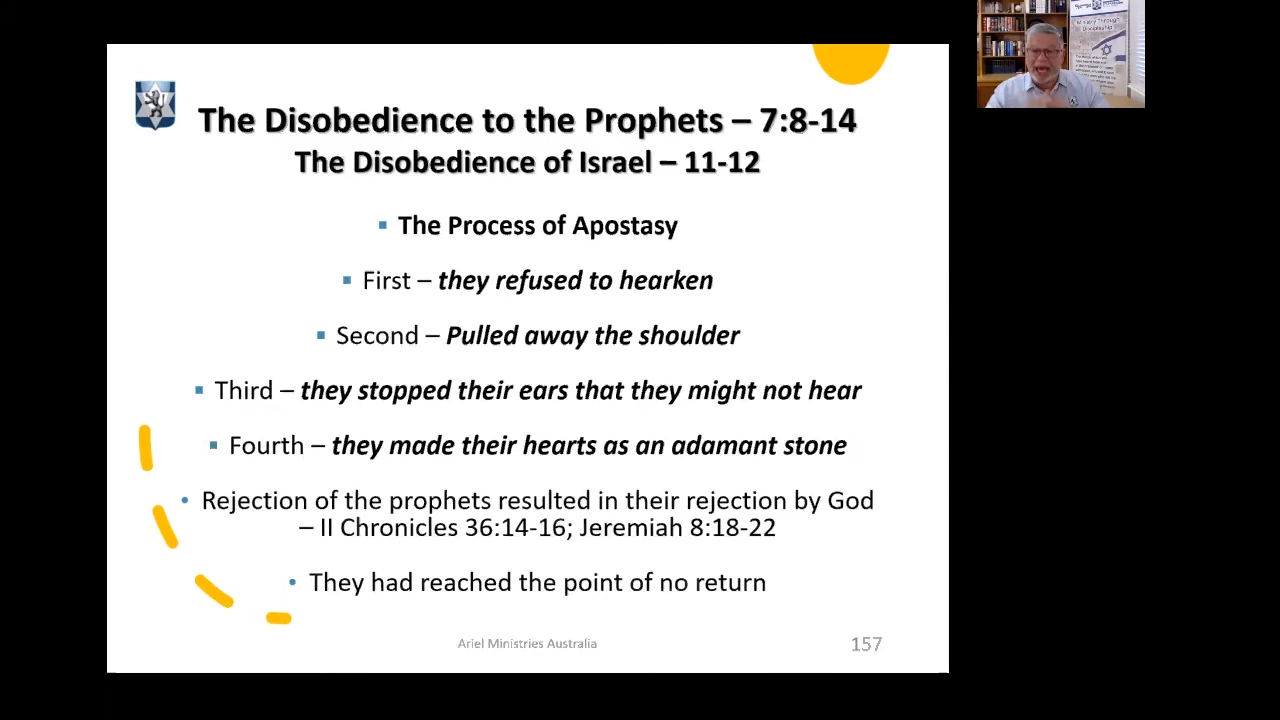 The Disobedience to the Prophets – 7:8-14
The Disobedience of Israel – 11-12
The Process of Apostasy
First – they refused to hearken
Second – Pulled away the shoulder
Third – they stopped their ears that they might not hear
Fourth – they made their hearts as an adamant stone
Rejection of the prophets resulted in their rejection by God
– II Chronicles 36:14-16; Jeremiah 8:18-22
They had reached the point of no return
Ariel Ministries Australia
157
Ministry Through
Discipleship